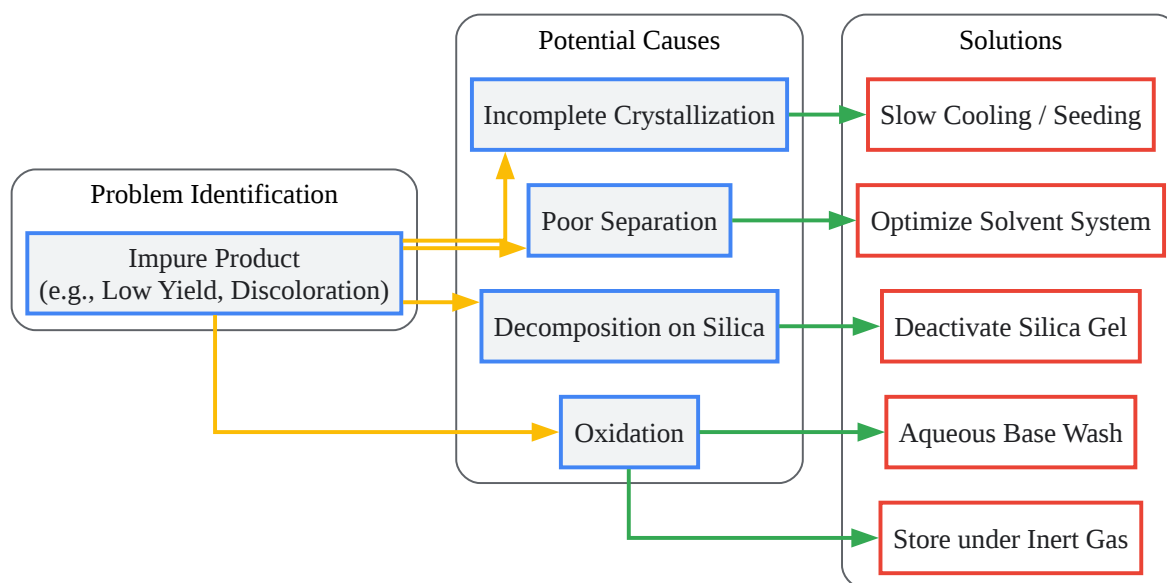 Problem Identification
Impure Product
(e.g., Low Yield, Discoloration)
Potential Causes
Incomplete Crystallization
Poor Separation
Decomposition on Silica
Oxidation
Solutions
Slow Cooling / Seeding
Optimize Solvent System
Deactivate Silica Gel
Aqueous Base Wash
Store under Inert Gas